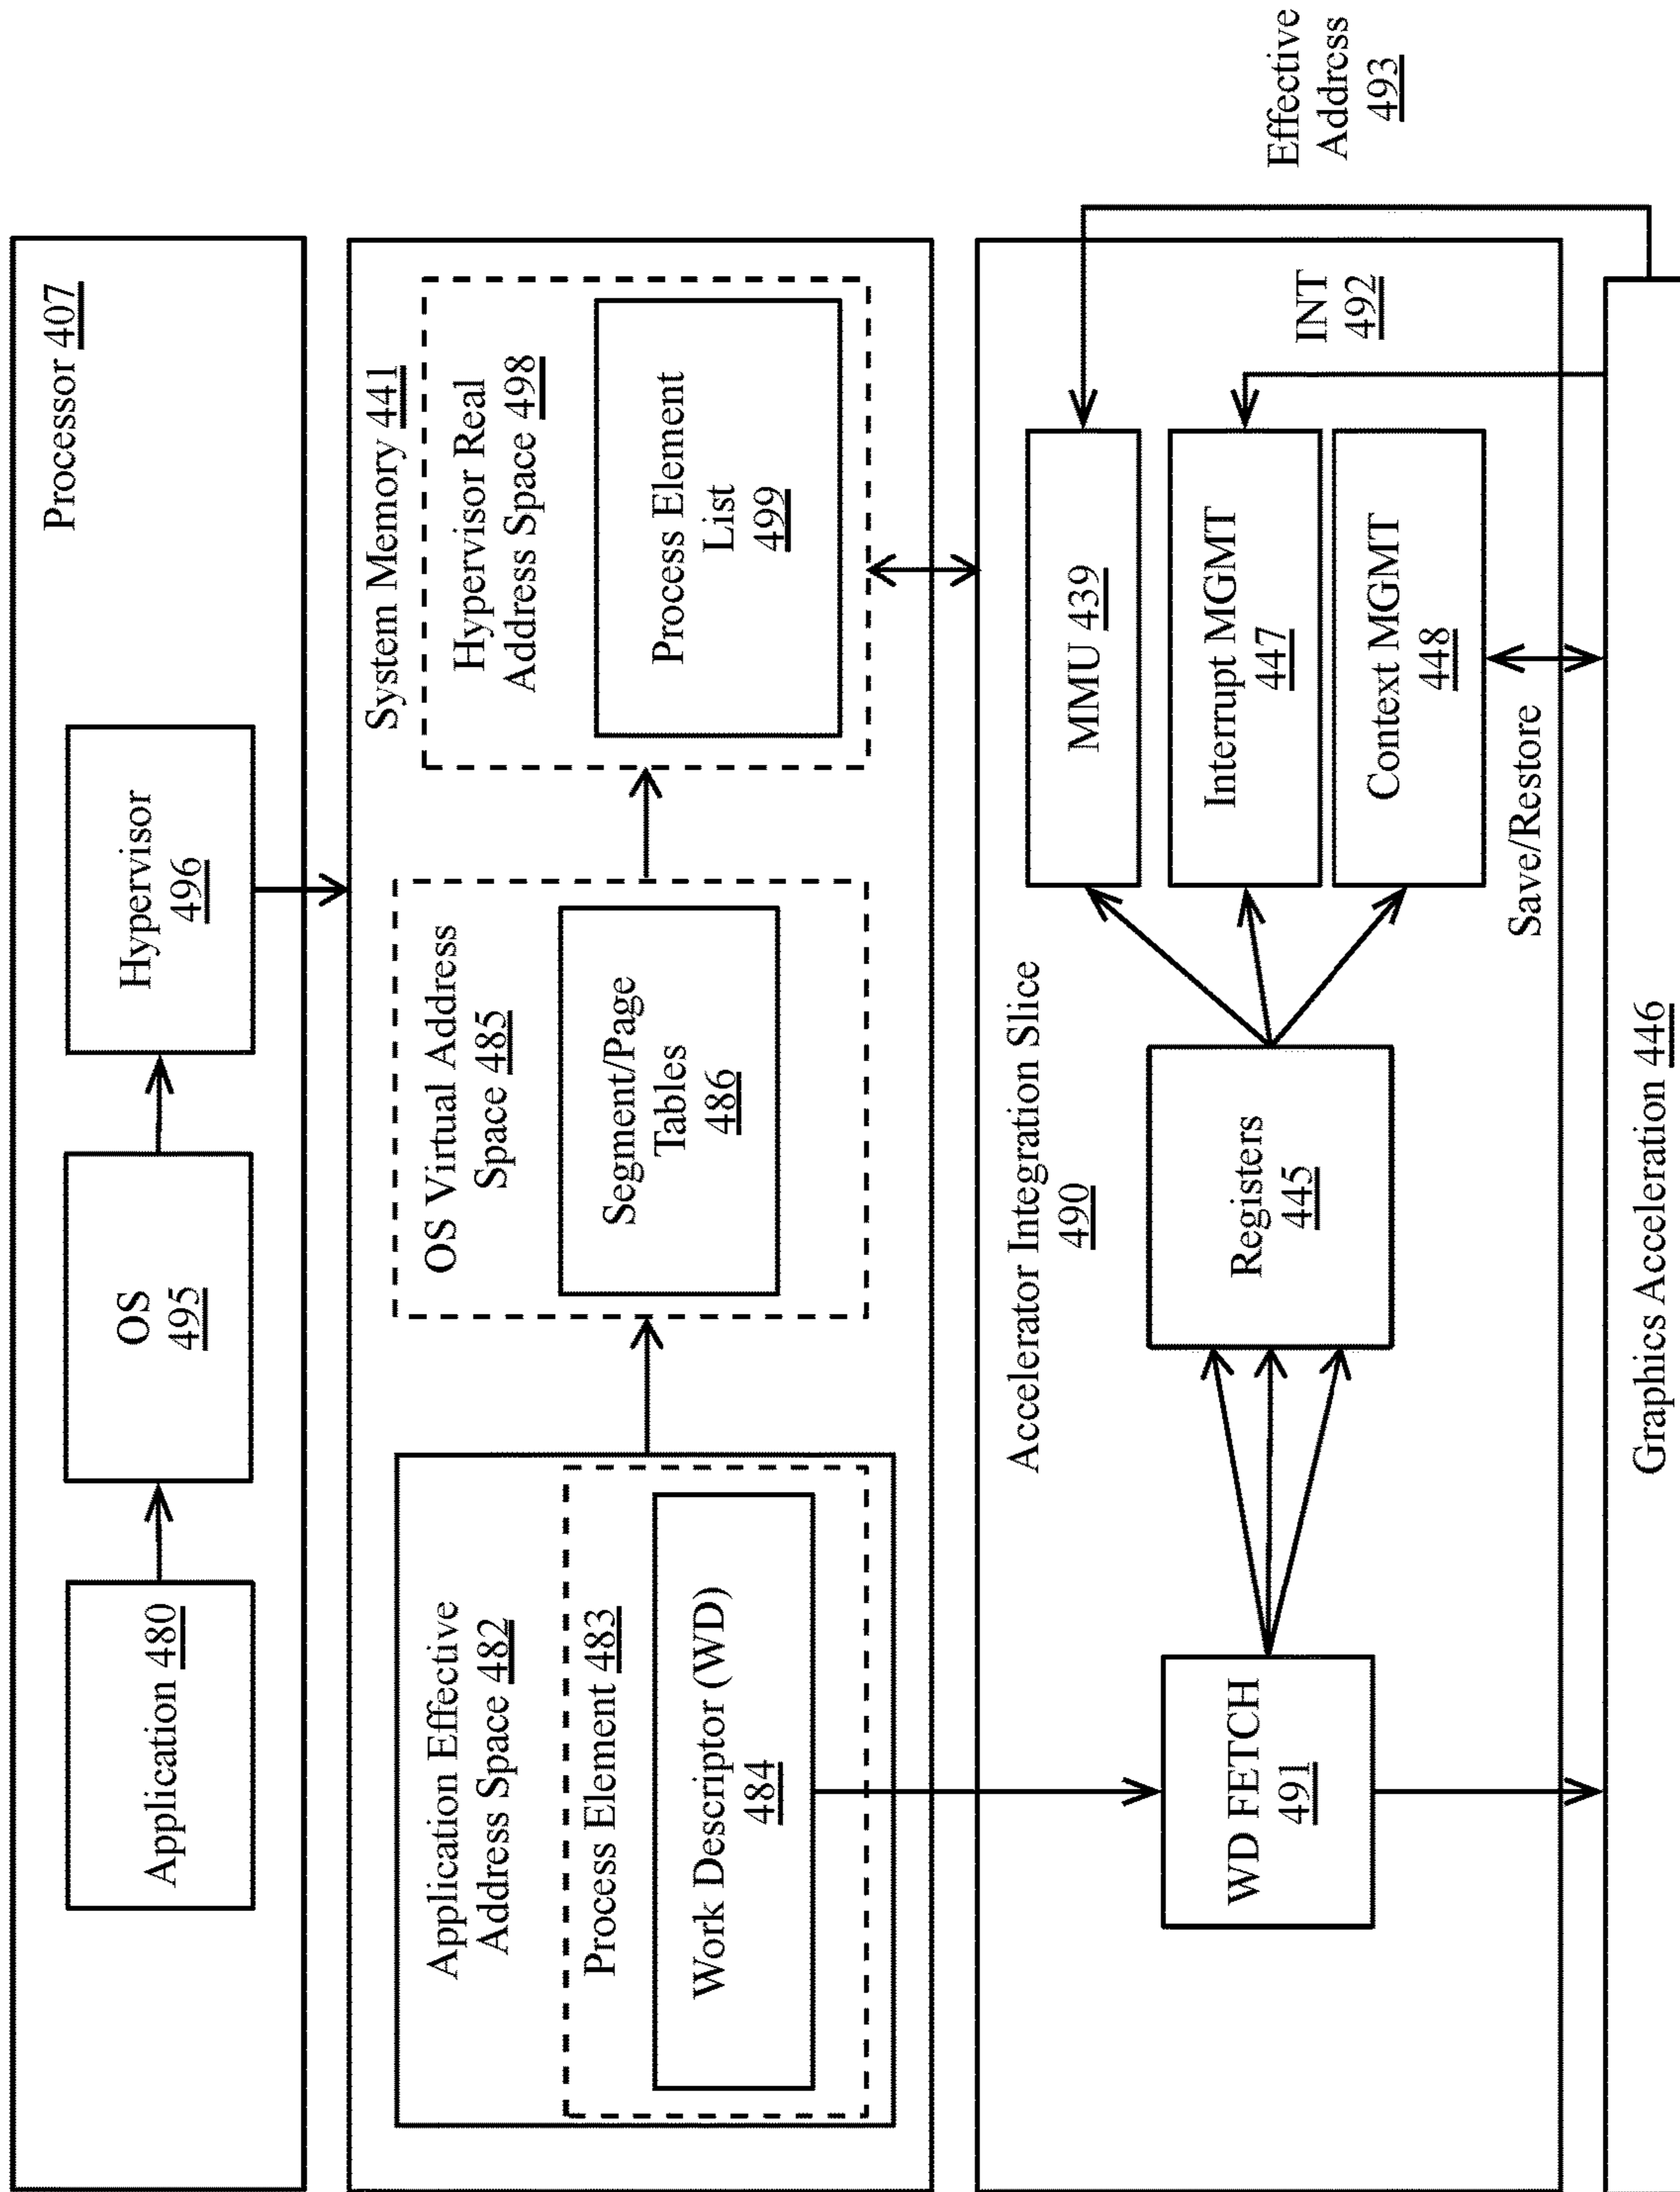 Processor 407
Application 480
OS
495
Hypervisor
496
System Memory 441
Application Effective
Address Space 482
Process Element 483
Work Descriptor (WD)
484
OS Virtual Address
Space 485
Segment/Page
Tables
486
Hypervisor Real
Address Space 498
Process Element
List
499
Accelerator Integration Slice
490
WD FETCH
491
Registers
445
MMU 439
Interrupt MGMT
447
Context MGMT
448
INT
492
Effective
Address
493
Save/Restore
Graphics Acceleration 446